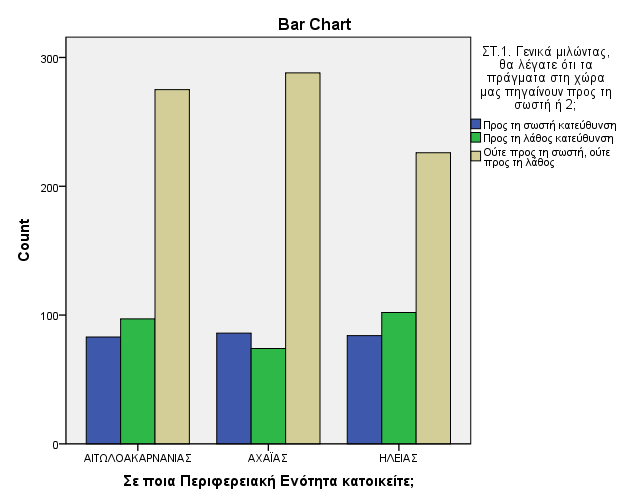 Bar Chart
300
200
100
0
Count
ΑΙΤΩΛΟΑΚΑΡΝΑΝΙΑΣ
ΑΧΑΪΑΣ
ΗΛΕΙΑΣ
Σε ποια Περιφερειακή Ενότητα κατοικείτε;
ΣΤ.1. Γενικά μιλώντας,
θα λέγατε ότι τα
πράγματα στη χώρα
μας πηγαίνουν προς τη
σωστή ή 2;
Προς τη σωστή κατεύθυνση
Προς τη λάθος κατεύθυνση
Ούτε προς τη σωστή, ούτε
προς τη λάθος